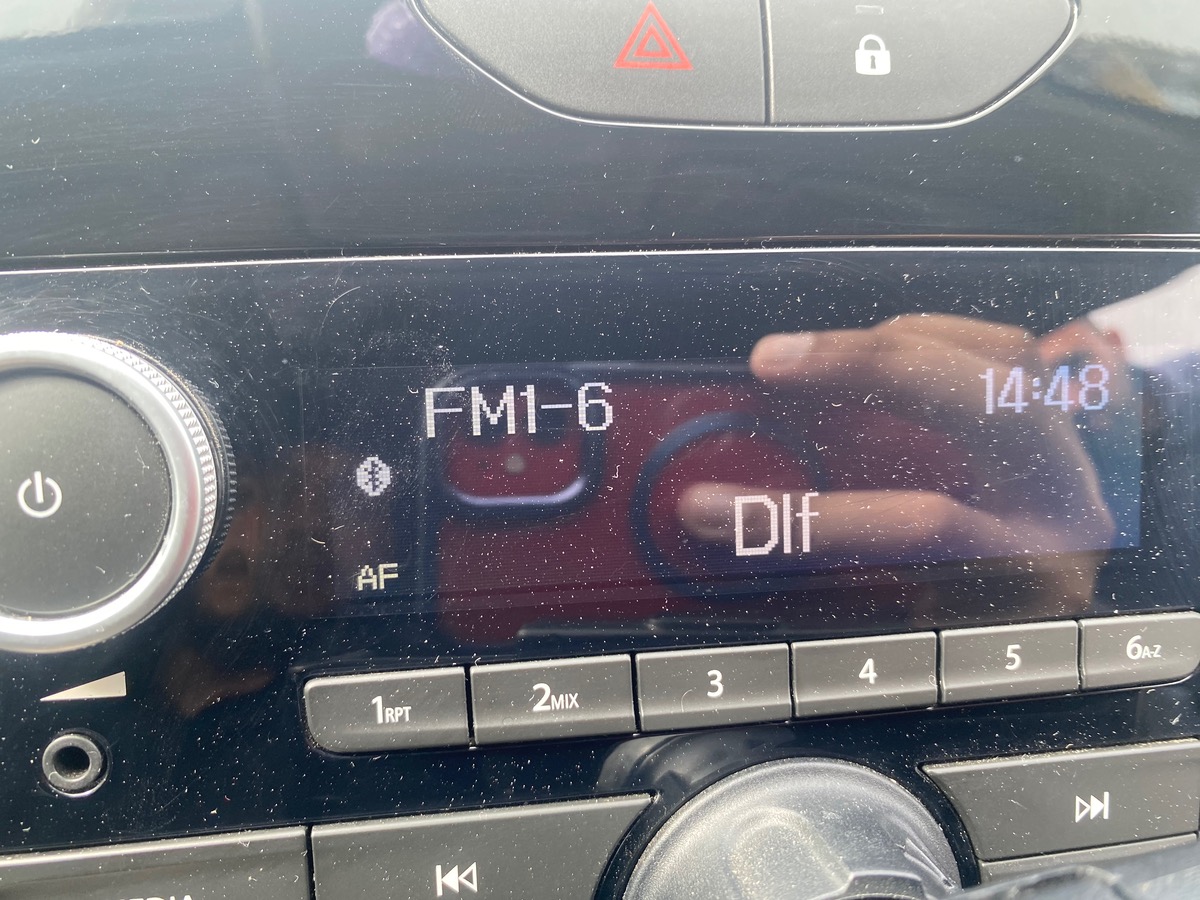 FM1-6
14:48
Dlf
AF
1RPT
2MIX
3
4
5
6A-Z